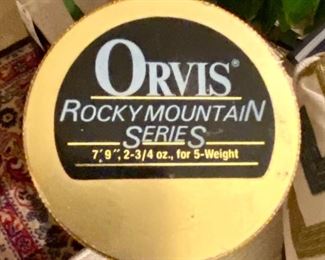 ORVIS®
ROCKY MOUNTAIN
SERIES
7' 9", 2-3/4 oz., for 5-Weight